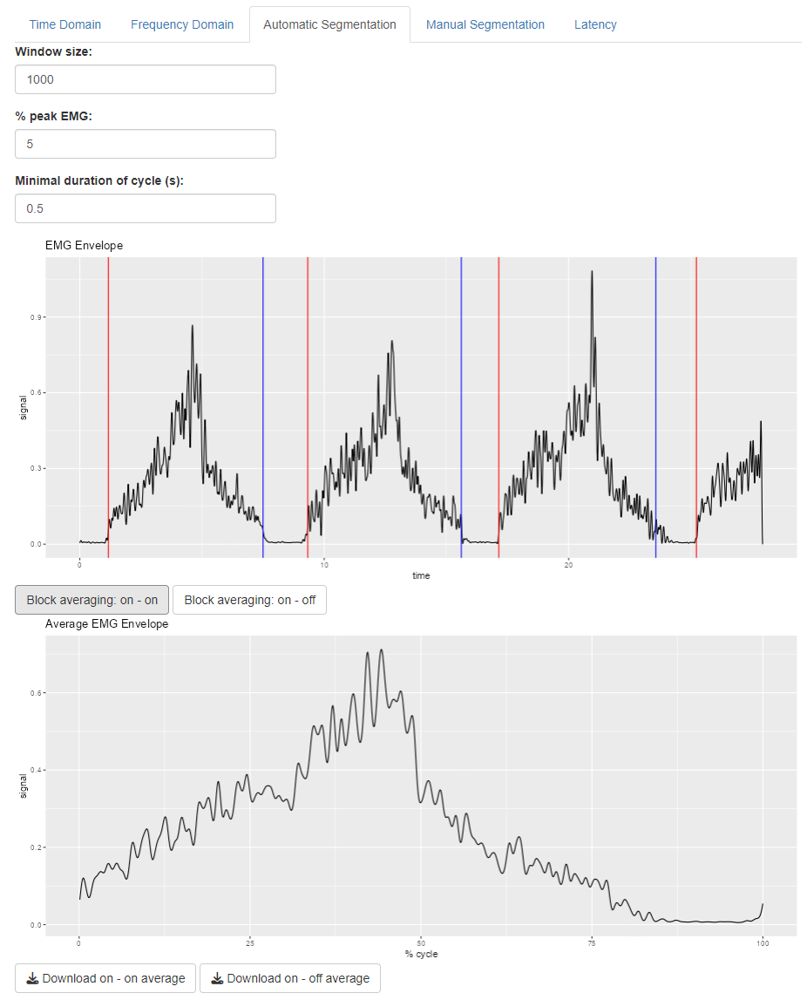 Time Domain Frequency Domain Automatic Segmentation Manual Segmentation Latency
Window size:
1000
% peak EMG:
5
Minimal duration of cycle (s):
0.5
EMG Envelope
0.9
0.6
signal
0.3
0.0
0 10 20
time
Block averaging: on - on Block averaging: on - off
Average EMG Envelope
0.6
0.4
signal
0.2
0.0
0 25 50 75 100
% cycle
Download on - on average Download on - off average